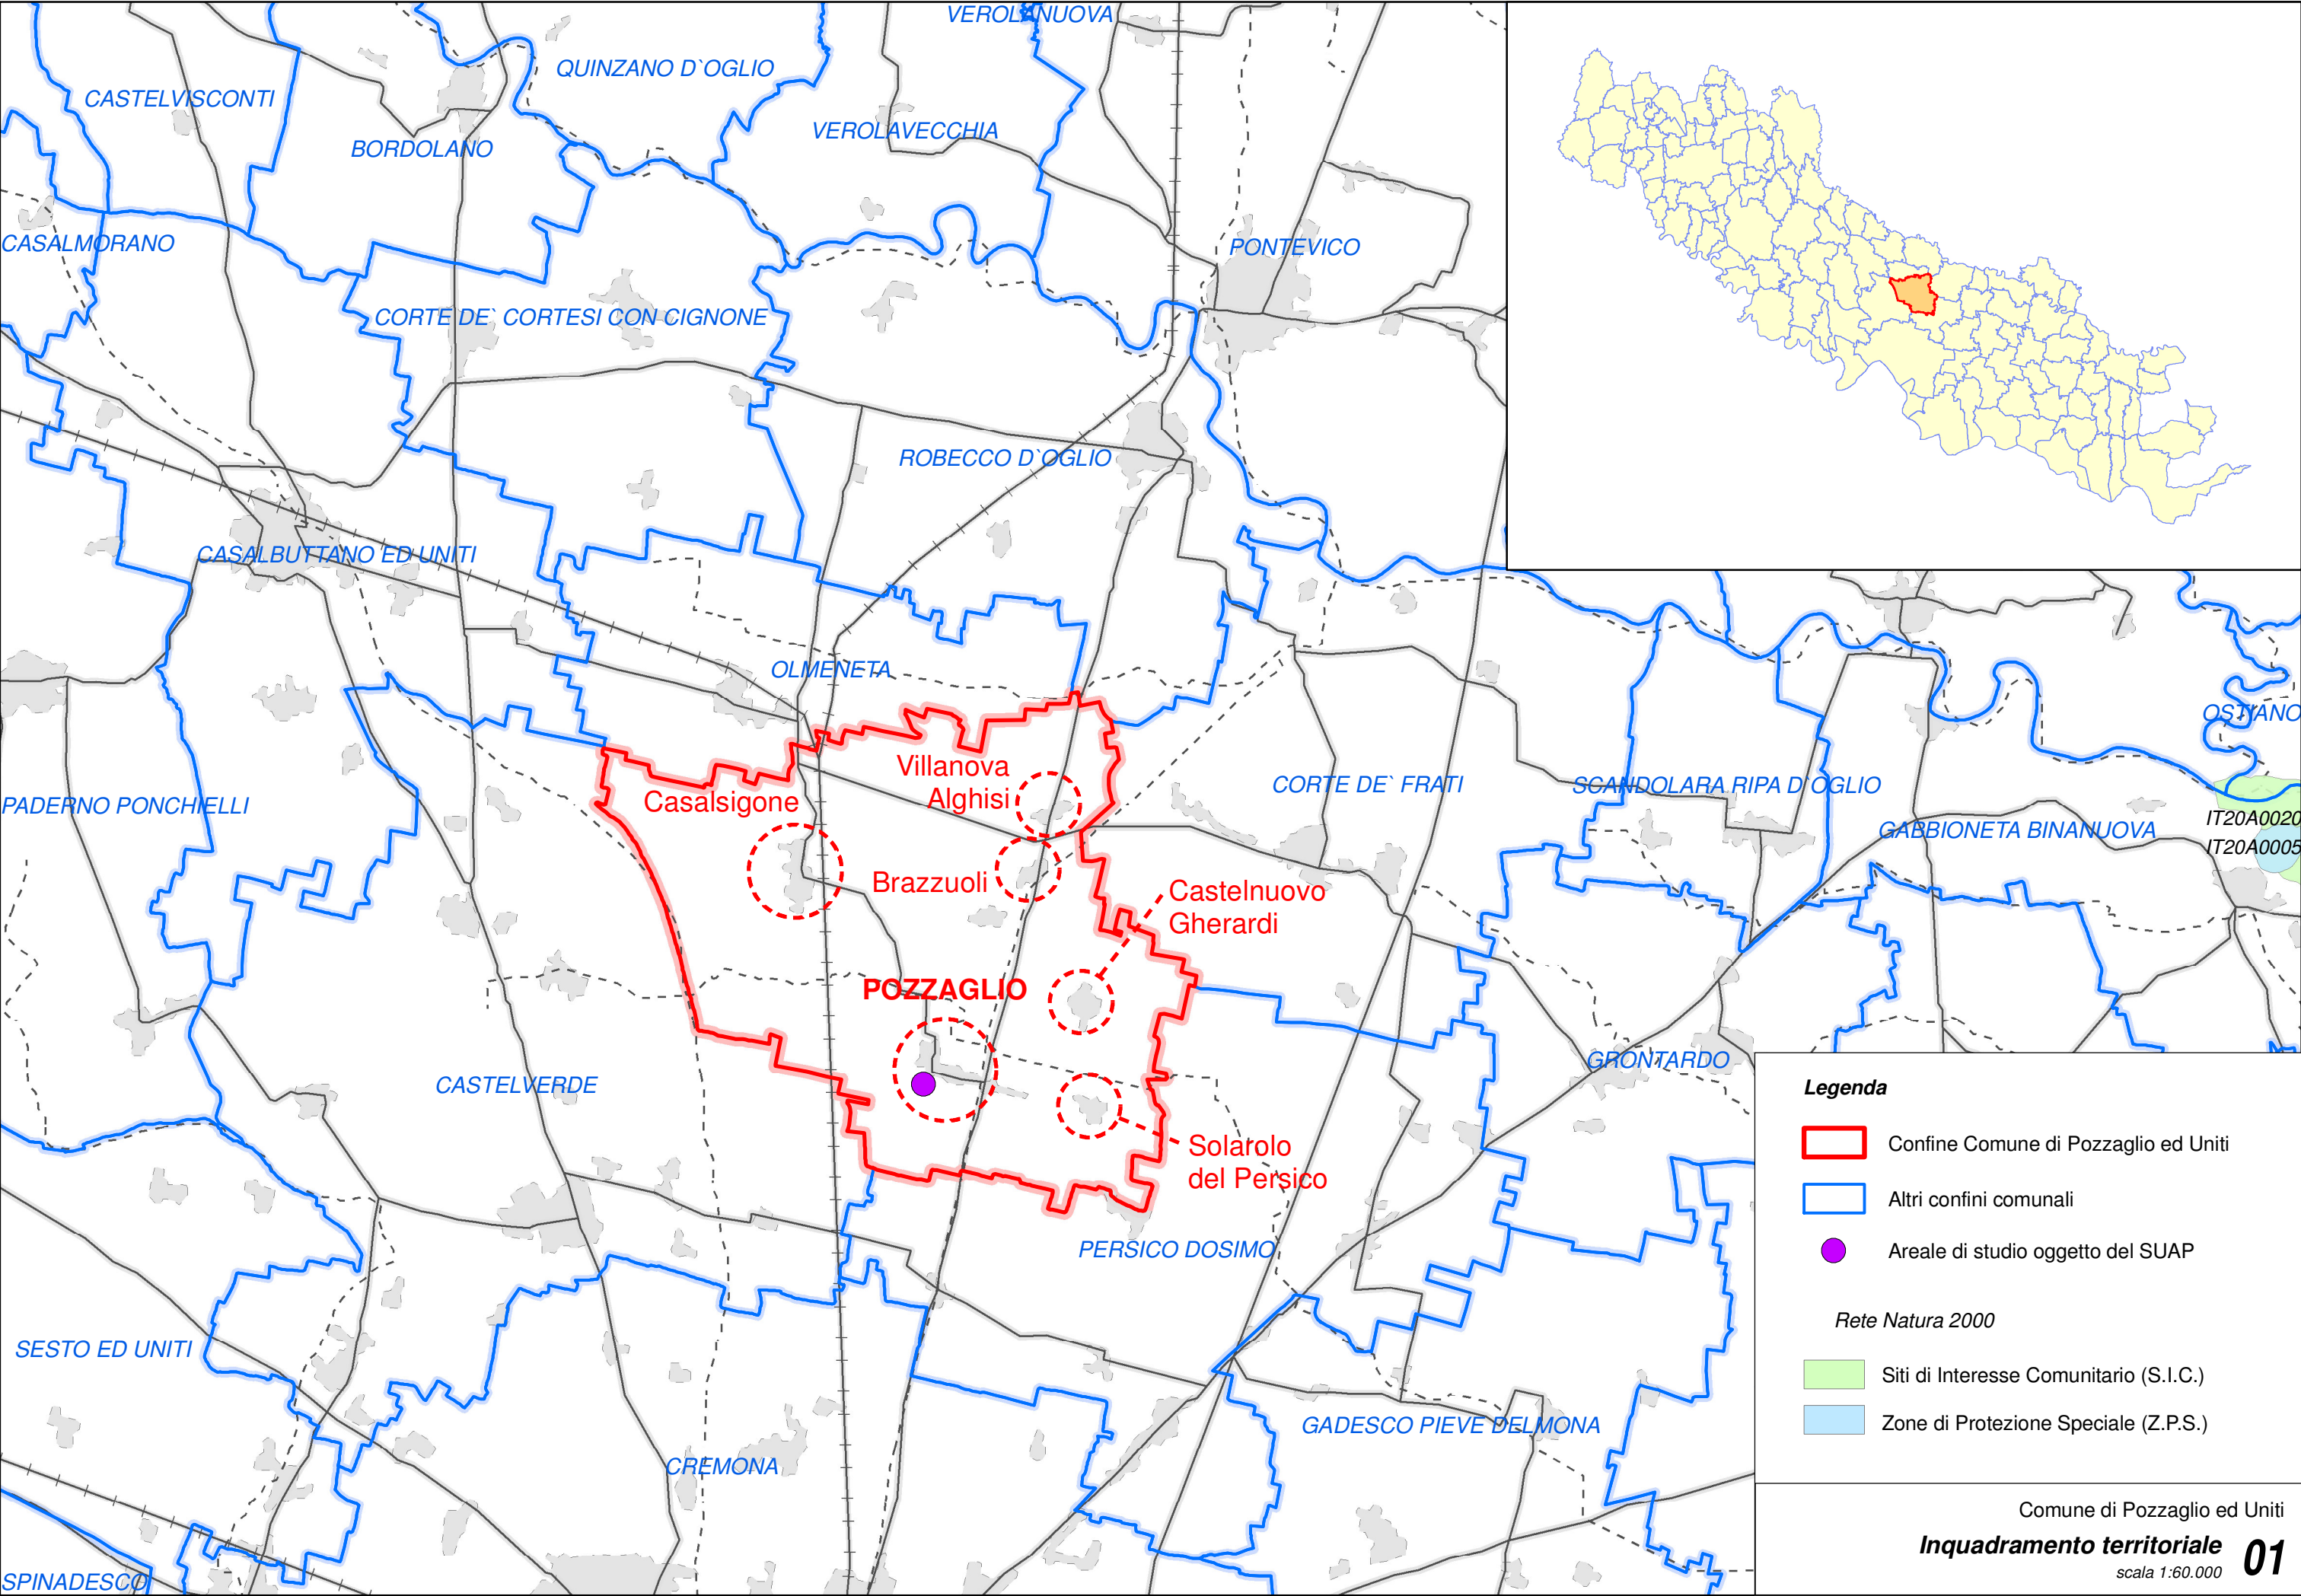 VEROLANUOVA
QUINZANO D`OGLIO
CASTELVISCONTI
VEROLAVECCHIA
BORDOLANO
CASALMORANO
PONTEVICO
CORTE DE` CORTESI CON CIGNONE
ROBECCO D`OGLIO
CASALBUTTANO ED UNITI
OLMENETA
OSTIANO
Villanova
Alghisi
Casalsigone
CORTE DE` FRATI
SCANDOLARA RIPA D`OGLIO
PADERNO PONCHIELLI
IT20A0020
GABBIONETA BINANUOVA
IT20A0005
Brazzuoli
Castelnuovo
Gherardi
POZZAGLIO
GRONTARDO
CASTELVERDE
Solarolo
del Persico
PERSICO DOSIMO
SESTO ED UNITI
GADESCO PIEVE DELMONA
CREMONA
SPINADESCO
Legenda
Confine Comune di Pozzaglio ed Uniti
Altri confini comunali
Areale di studio oggetto del SUAP
Rete Natura 2000
Siti di Interesse Comunitario (S.I.C.)
Zone di Protezione Speciale (Z.P.S.)
Comune di Pozzaglio ed Uniti
Inquadramento territoriale 01
scala 1:60.000